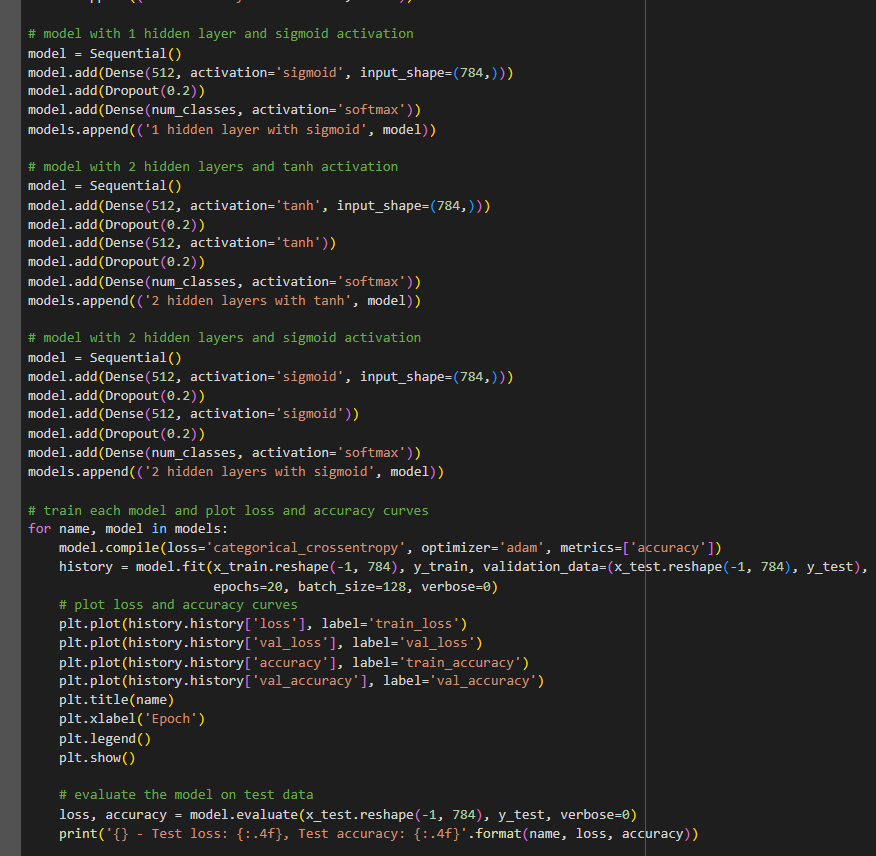 # model with 1 hidden layer and sigmoid activation
model = Sequential()
model.add(Dense(512, activation='sigmoid', input_shape=(784,)))
model.add(Dropout(0.2))
model.add(Dense(num_classes, activation='softmax'))
models.append(('1 hidden layer with sigmoid', model))

# model with 2 hidden layers and tanh activation
model = Sequential()
model.add(Dense(512, activation='tanh', input_shape=(784,)))
model.add(Dropout(0.2))
model.add(Dense(512, activation='tanh'))
model.add(Dropout(0.2))
model.add(Dense(num_classes, activation='softmax'))
models.append(('2 hidden layers with tanh', model))

# model with 2 hidden layers and sigmoid activation
model = Sequential()
model.add(Dense(512, activation='sigmoid', input_shape=(784,)))
model.add(Dropout(0.2))
model.add(Dense(512, activation='sigmoid'))
model.add(Dropout(0.2))
model.add(Dense(num_classes, activation='softmax'))
models.append(('2 hidden layers with sigmoid', model))

# train each model and plot loss and accuracy curves
for name, model in models:
    model.compile(loss='categorical_crossentropy', optimizer='adam', metrics=['accuracy'])
    history = model.fit(x_train.reshape(-1, 784), y_train, validation_data=(x_test.reshape(-1, 784), y_test),
                        epochs=20, batch_size=128, verbose=0)
    # plot loss and accuracy curves
    plt.plot(history.history['loss'], label='train_loss')
    plt.plot(history.history['val_loss'], label='val_loss')
    plt.plot(history.history['accuracy'], label='train_accuracy')
    plt.plot(history.history['val_accuracy'], label='val_accuracy')
    plt.title(name)
    plt.xlabel('Epoch')
    plt.legend()
    plt.show()

    # evaluate the model on test data
    loss, accuracy = model.evaluate(x_test.reshape(-1, 784), y_test, verbose=0)
    print('{} - Test loss: {:.4f}, Test accuracy: {:.4f}'.format(name, loss, accuracy))